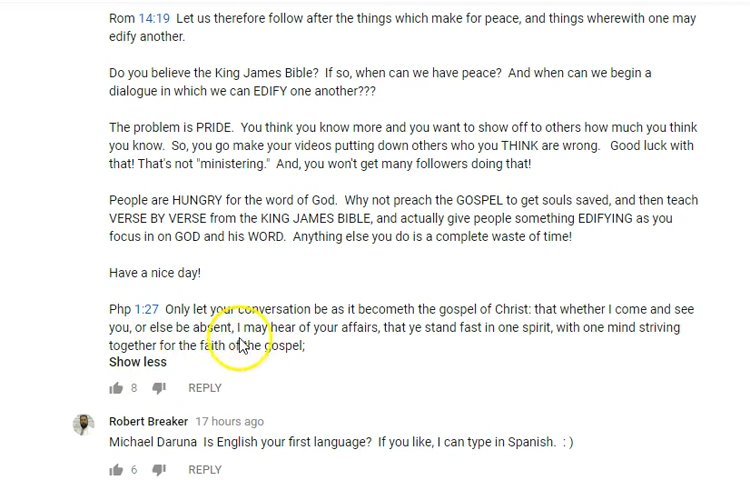 Rom 14:19  Let us therefore follow after the things which make for peace, and things wherewith one may
edify another.
Do you believe the King James Bible?  If so, when can we have peace?  And when can we begin a
dialogue in which we can EDIFY one another???
The problem is PRIDE.  You think you know more and you want to show off to others how much you think
you know.  So, you go make your videos putting down others who you THINK are wrong.   Good luck with
that! That's not "ministering."  And, you won't get many followers doing that!
People are HUNGRY for the word of God.  Why not preach the GOSPEL to get souls saved, and then teach
VERSE BY VERSE from the KING JAMES BIBLE, and actually give people something EDIFYING as you
focus in on GOD and his WORD.  Anything else you do is a complete waste of time!
Have a nice day!
Php 1:27  Only let your conversation be as it becometh the gospel of Christ: that whether I come and see
you, or else be absent, I may hear of your affairs, that ye stand fast in one spirit, with one mind striving
together for the faith of the gospel;
Show less
8 REPLY
Robert Breaker 17 hours ago
Michael Daruna  Is English your first language?  If you like, I can type in Spanish.  : )
6 REPLY